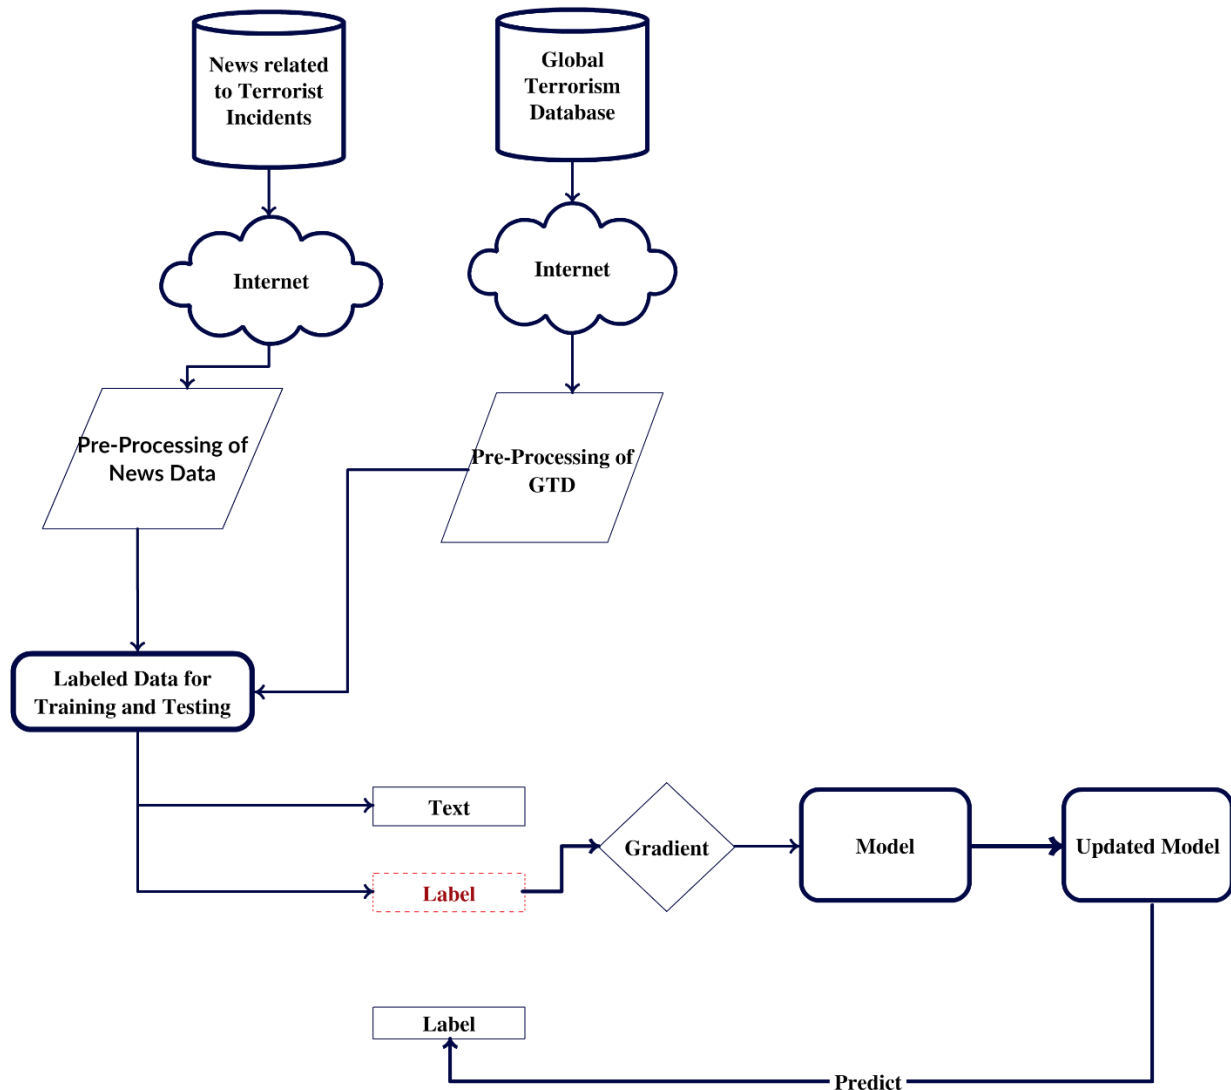 News related
to Terrorist
Incidents
Global
Terrorism
Database
Internet
Internet
Pre-Processing of
News Data
Pre-Processing of
GTD
Labeled Data for
Training and Testing
Text
Label
Gradient
Model
Updated Model
Label
Predict